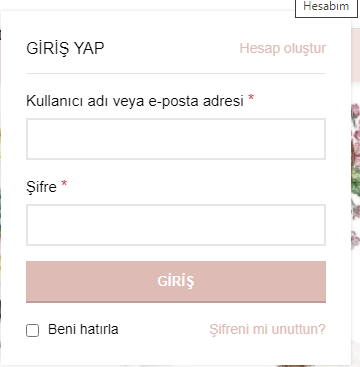 Hesabım
GİRİŞ YAP
Hesap oluştur
Kullanıcı adı veya e-posta adresi *
Şifre *
GİRİŞ
Beni hatırla
Şifreni mi unuttun?